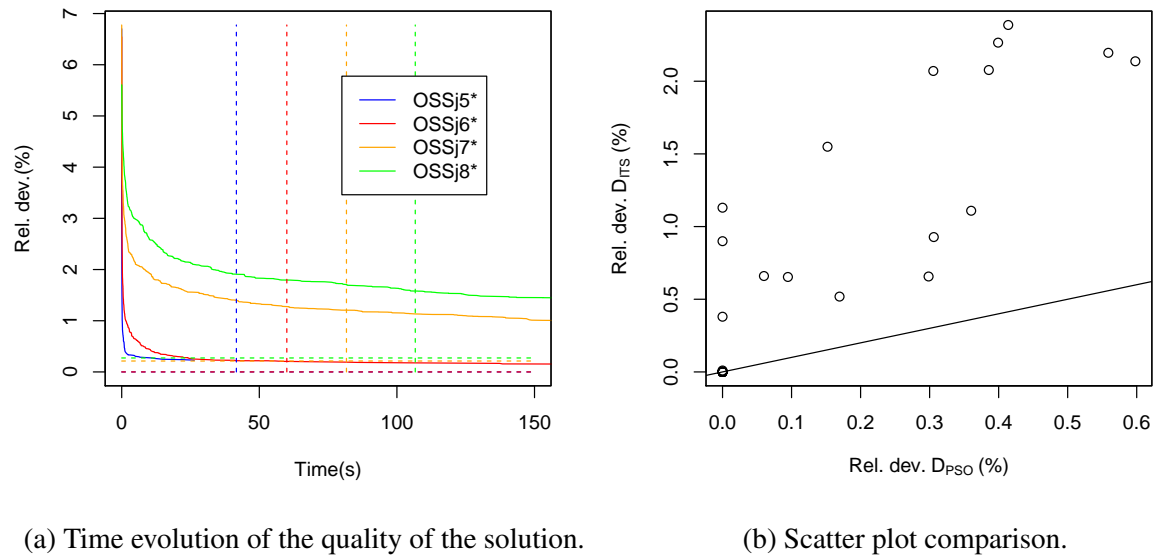 Rel. dev.(%)
7
6
5
4
3
2
1
0
OSSj5*
OSSj6*
OSSj7*
OSSj8*
0 50 100 150
Time(s)
(a) Time evolution of the quality of the solution.
Rel. dev. D_ITS (%)
2.0
1.5
1.0
0.5
0.0
0.0 0.1 0.2 0.3 0.4 0.5 0.6
Rel. dev. D_PSO (%)
(b) Scatter plot comparison.